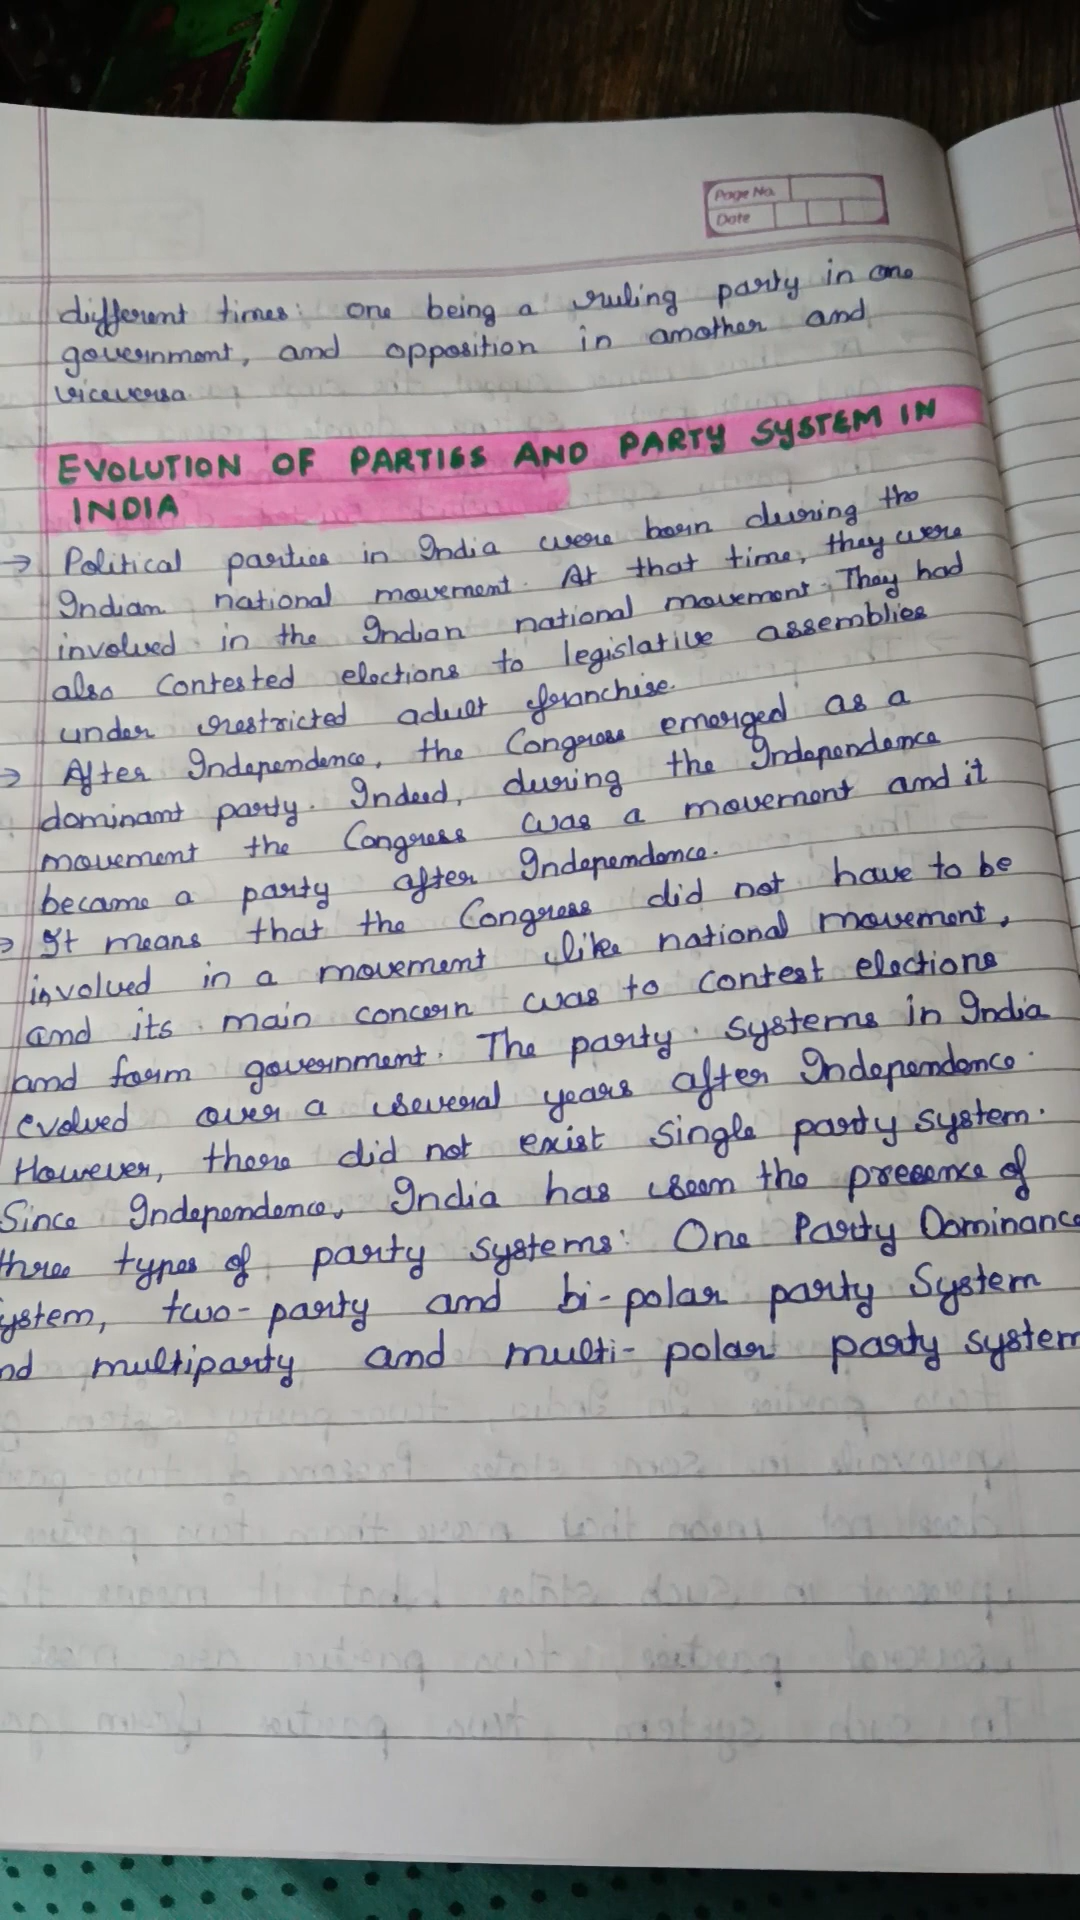 Page No.
Date
different times: one being a ruling party in one
government, and opposition in another and
viceversa.
EVOLUTION OF PARTIES AND PARTY SYSTEM IN
INDIA
→ Political parties in India were born during the
Indian national movement. At that time, they were
involved in the Indian national movement. They had
also contested elections to legislative assemblies
under restricted adult franchise.
→ After Independence, the Congress emerged as a
dominant party. Indeed, during the Independence
movement the Congress was a movement and it
became a party after Independence.
→ It means that the Congress did not have to be
involved in a movement like national movement,
and its main concern was to contest elections
and form government. The party systems in India
evolved over a several years after Independence.
However, there did not exist single party system.
Since Independence, India has seen the presence of
three types of party systems: One Party Dominance
ystem, two-party and bi-polar party System
nd multiparty and multi-polar party system